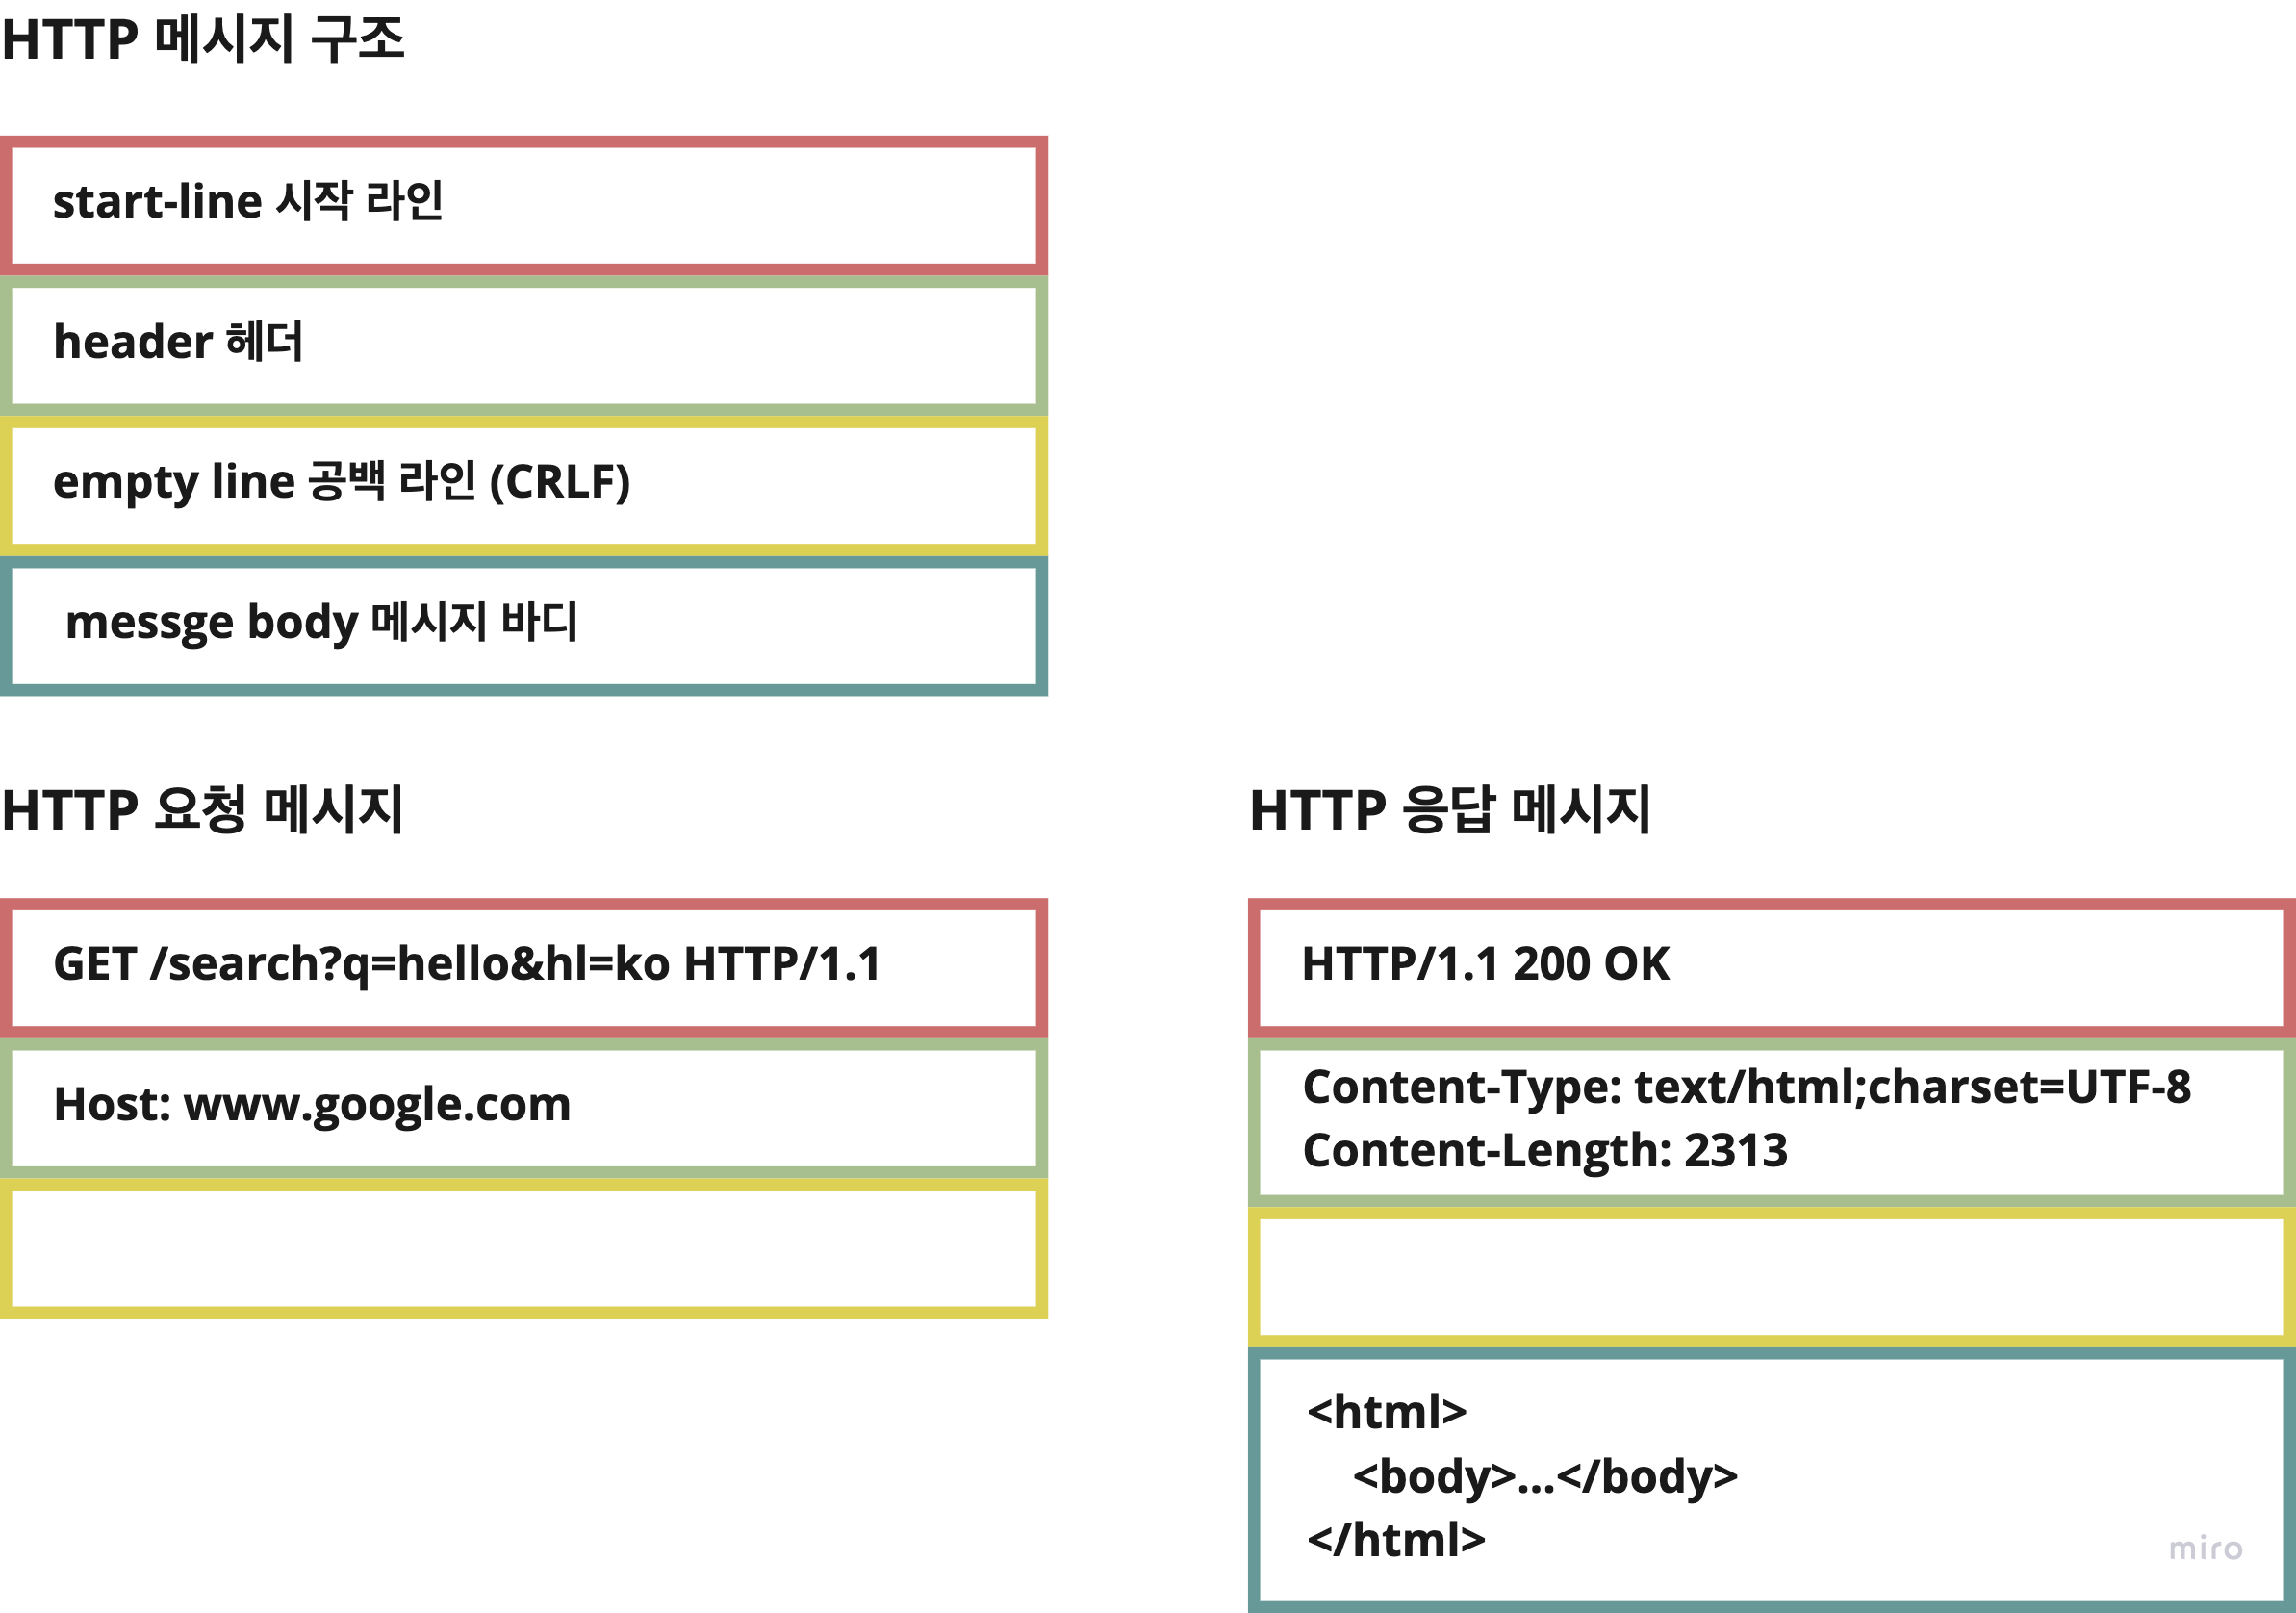 HTTP 메시지 구조
start-line 시작 라인
header 헤더
empty line 공백 라인 (CRLF)
messge body 메시지 바디
HTTP 요청 메시지
GET /search?q=hello&hl=ko HTTP/1.1
Host: www.google.com
HTTP 응답 메시지
HTTP/1.1 200 OK
Content-Type: text/html;charset=UTF-8
Content-Length: 2313
<html>
<body>...</body>
</html>
miro